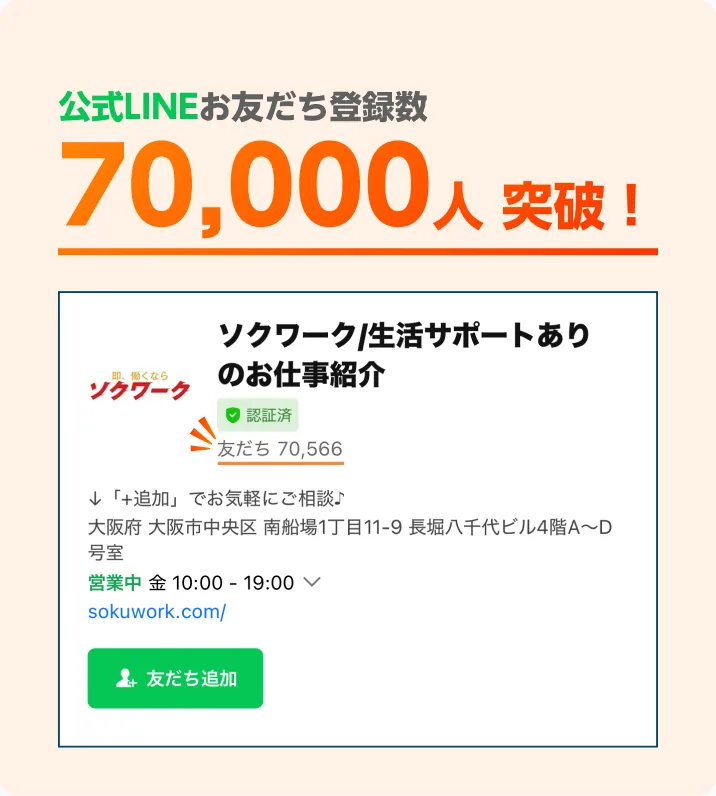 公式LINEお友だち登録数
70,000人 突破！
ソクワーク/生活サポートあり
のお仕事紹介
即、働くなら
ソクワーク
認証済
友だち 70,566
↓「+追加」でお気軽にご相談♪
大阪府 大阪市中央区 南船場1丁目11-9 長堀八千代ビル4階A〜D
号室
営業中 金 10:00 - 19:00
sokuwork.com/
友だち追加